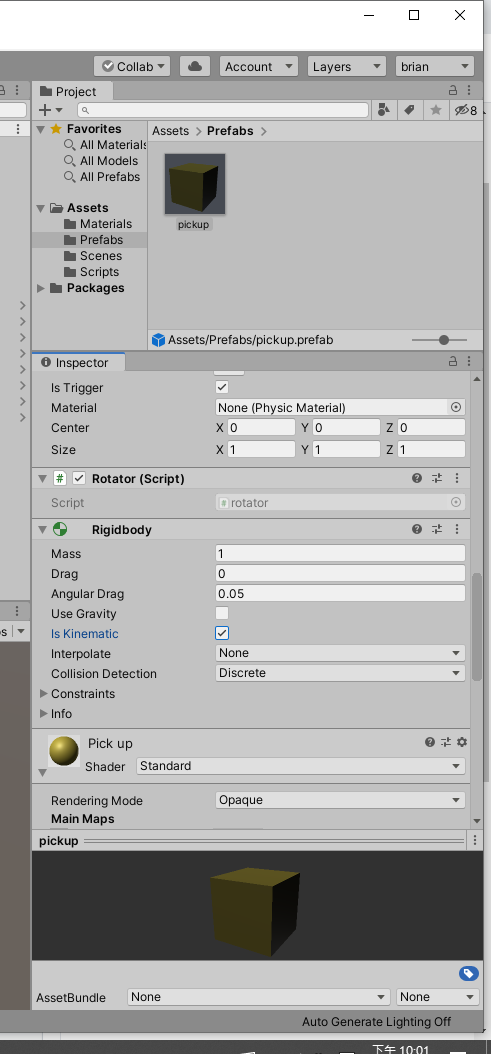 Collab Account Layers brian
Project
8
Favorites
All Materials
All Models
All Prefabs
Assets
Materials
Prefabs
Scenes
Scripts
Packages
Assets > Prefabs >
pickup
Assets/Prefabs/pickup.prefab
Inspector
Is Trigger
Material None (Physic Material)
Center X 0 Y 0 Z 0
Size X 1 Y 1 Z 1
# Rotator (Script)
Script # rotator
Rigidbody
Mass 1
Drag 0
Angular Drag 0.05
Use Gravity
Is Kinematic
Interpolate None
Collision Detection Discrete
Constraints
Info
Pick up
Shader Standard
Rendering Mode Opaque
Main Maps
pickup
AssetBundle None None
Auto Generate Lighting Off
下午 10:01